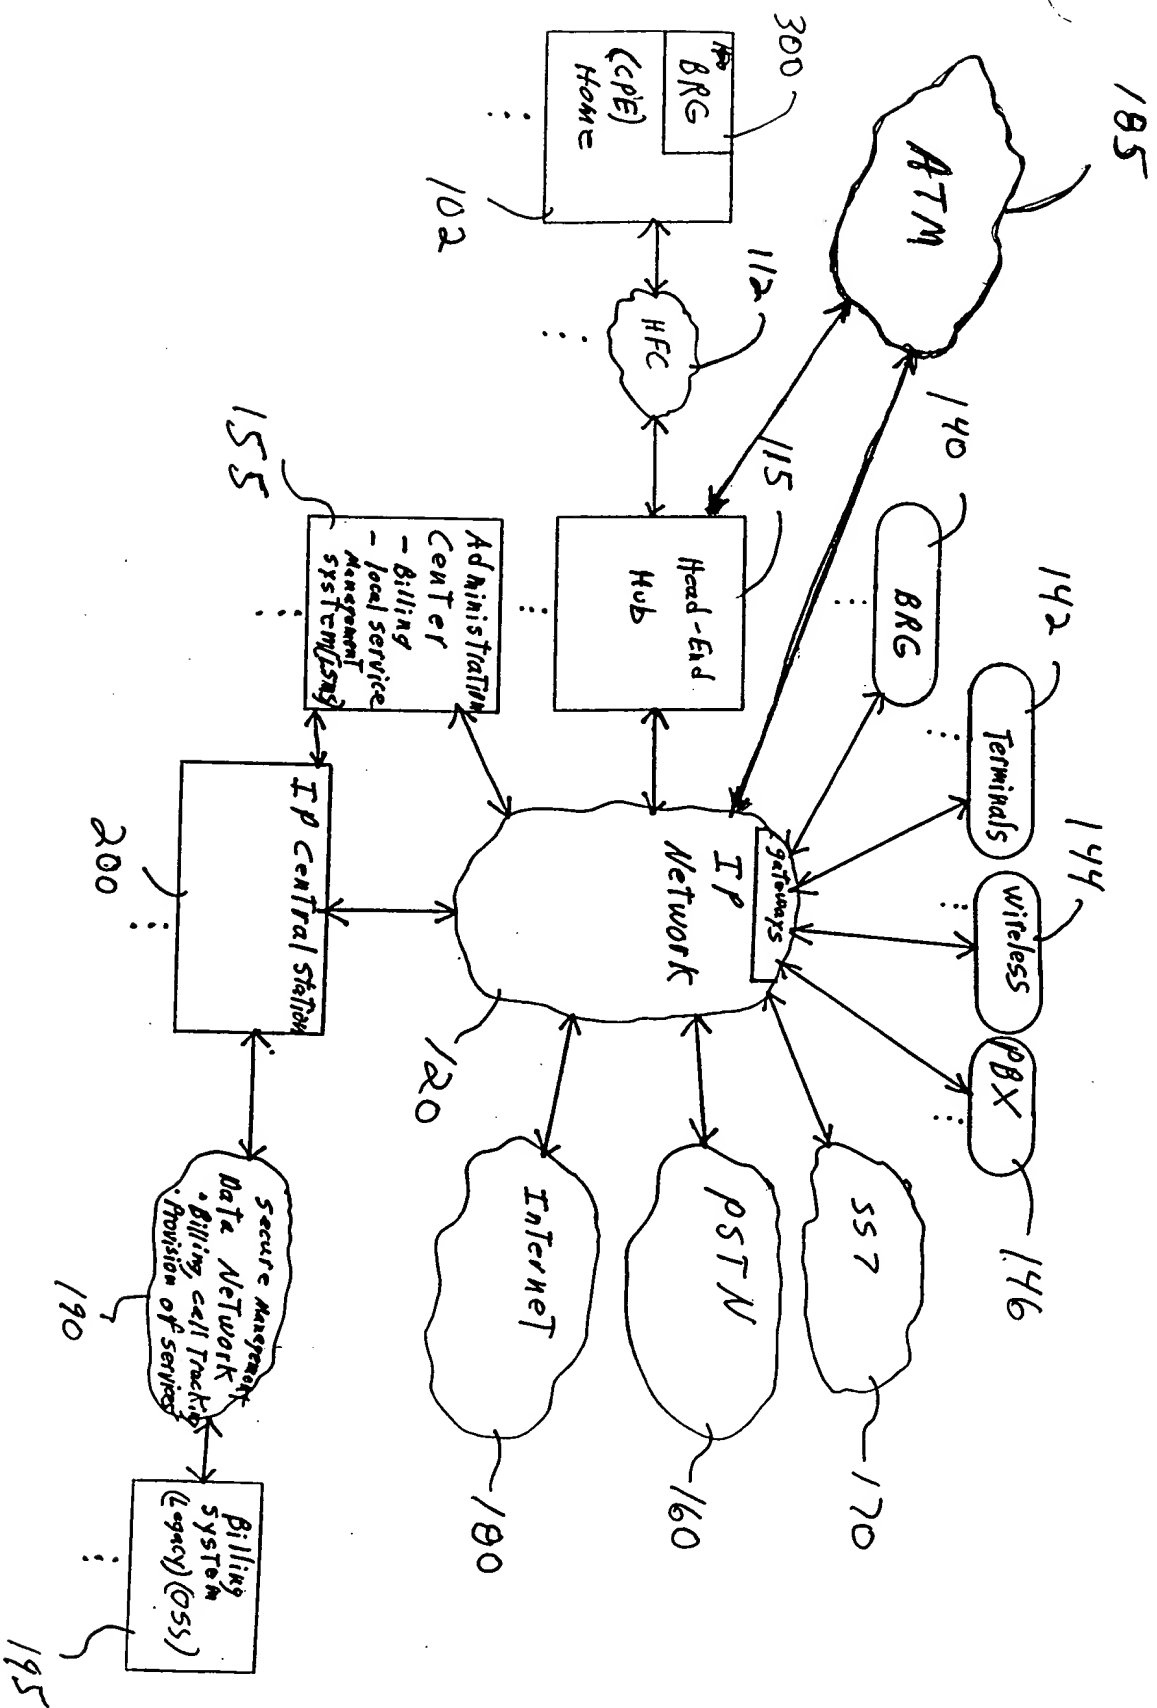 185
ATM
300
BRG
(CPE)
Home
102
112
HFC
115
Head-End
Hub
155
Administration
Center
- Billing
- local service
Management
system(LSMS)
140
BRG
142
Terminals
144
Wireless
PBX
146
gateways
IP
Network
120
SS7
170
PSTN
160
Internet
180
IP Central Station
200
Secure Management
Data Network
• Billing, call Tracking
• Provision of services
190
Billing
System
(Legacy)(OSS)
195